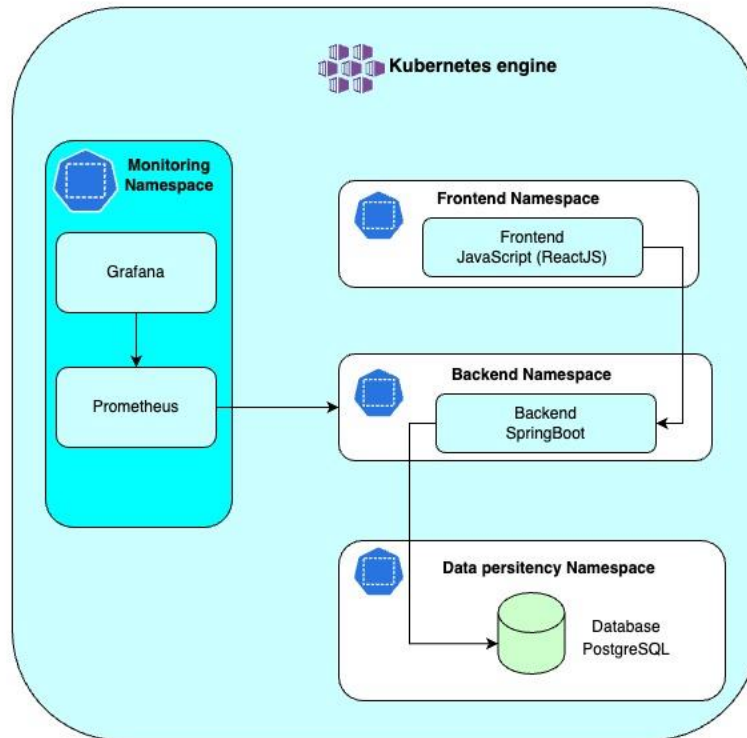 Kubernetes engine
Monitoring
Namespace
Grafana
Prometheus
Frontend Namespace
Frontend
JavaScript (ReactJS)
Backend Namespace
Backend
SpringBoot
Data persitency Namespace
Database
PostgreSQL